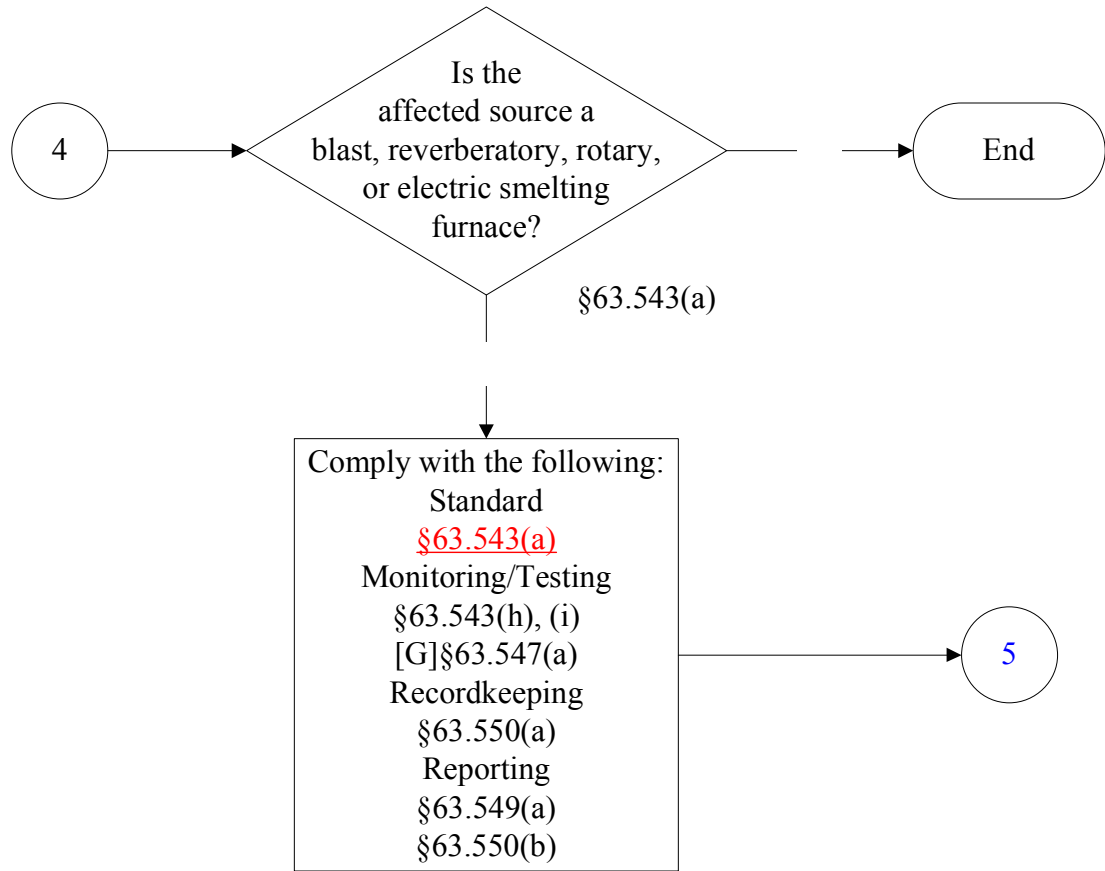 4
Is the
affected source a
blast, reverberatory, rotary,
or electric smelting
furnace?
End
§63.543(a)
Comply with the following:
Standard
§63.543(a)
Monitoring/Testing
§63.543(h), (i)
[G]§63.547(a)
Recordkeeping
§63.550(a)
Reporting
§63.549(a)
§63.550(b)
5